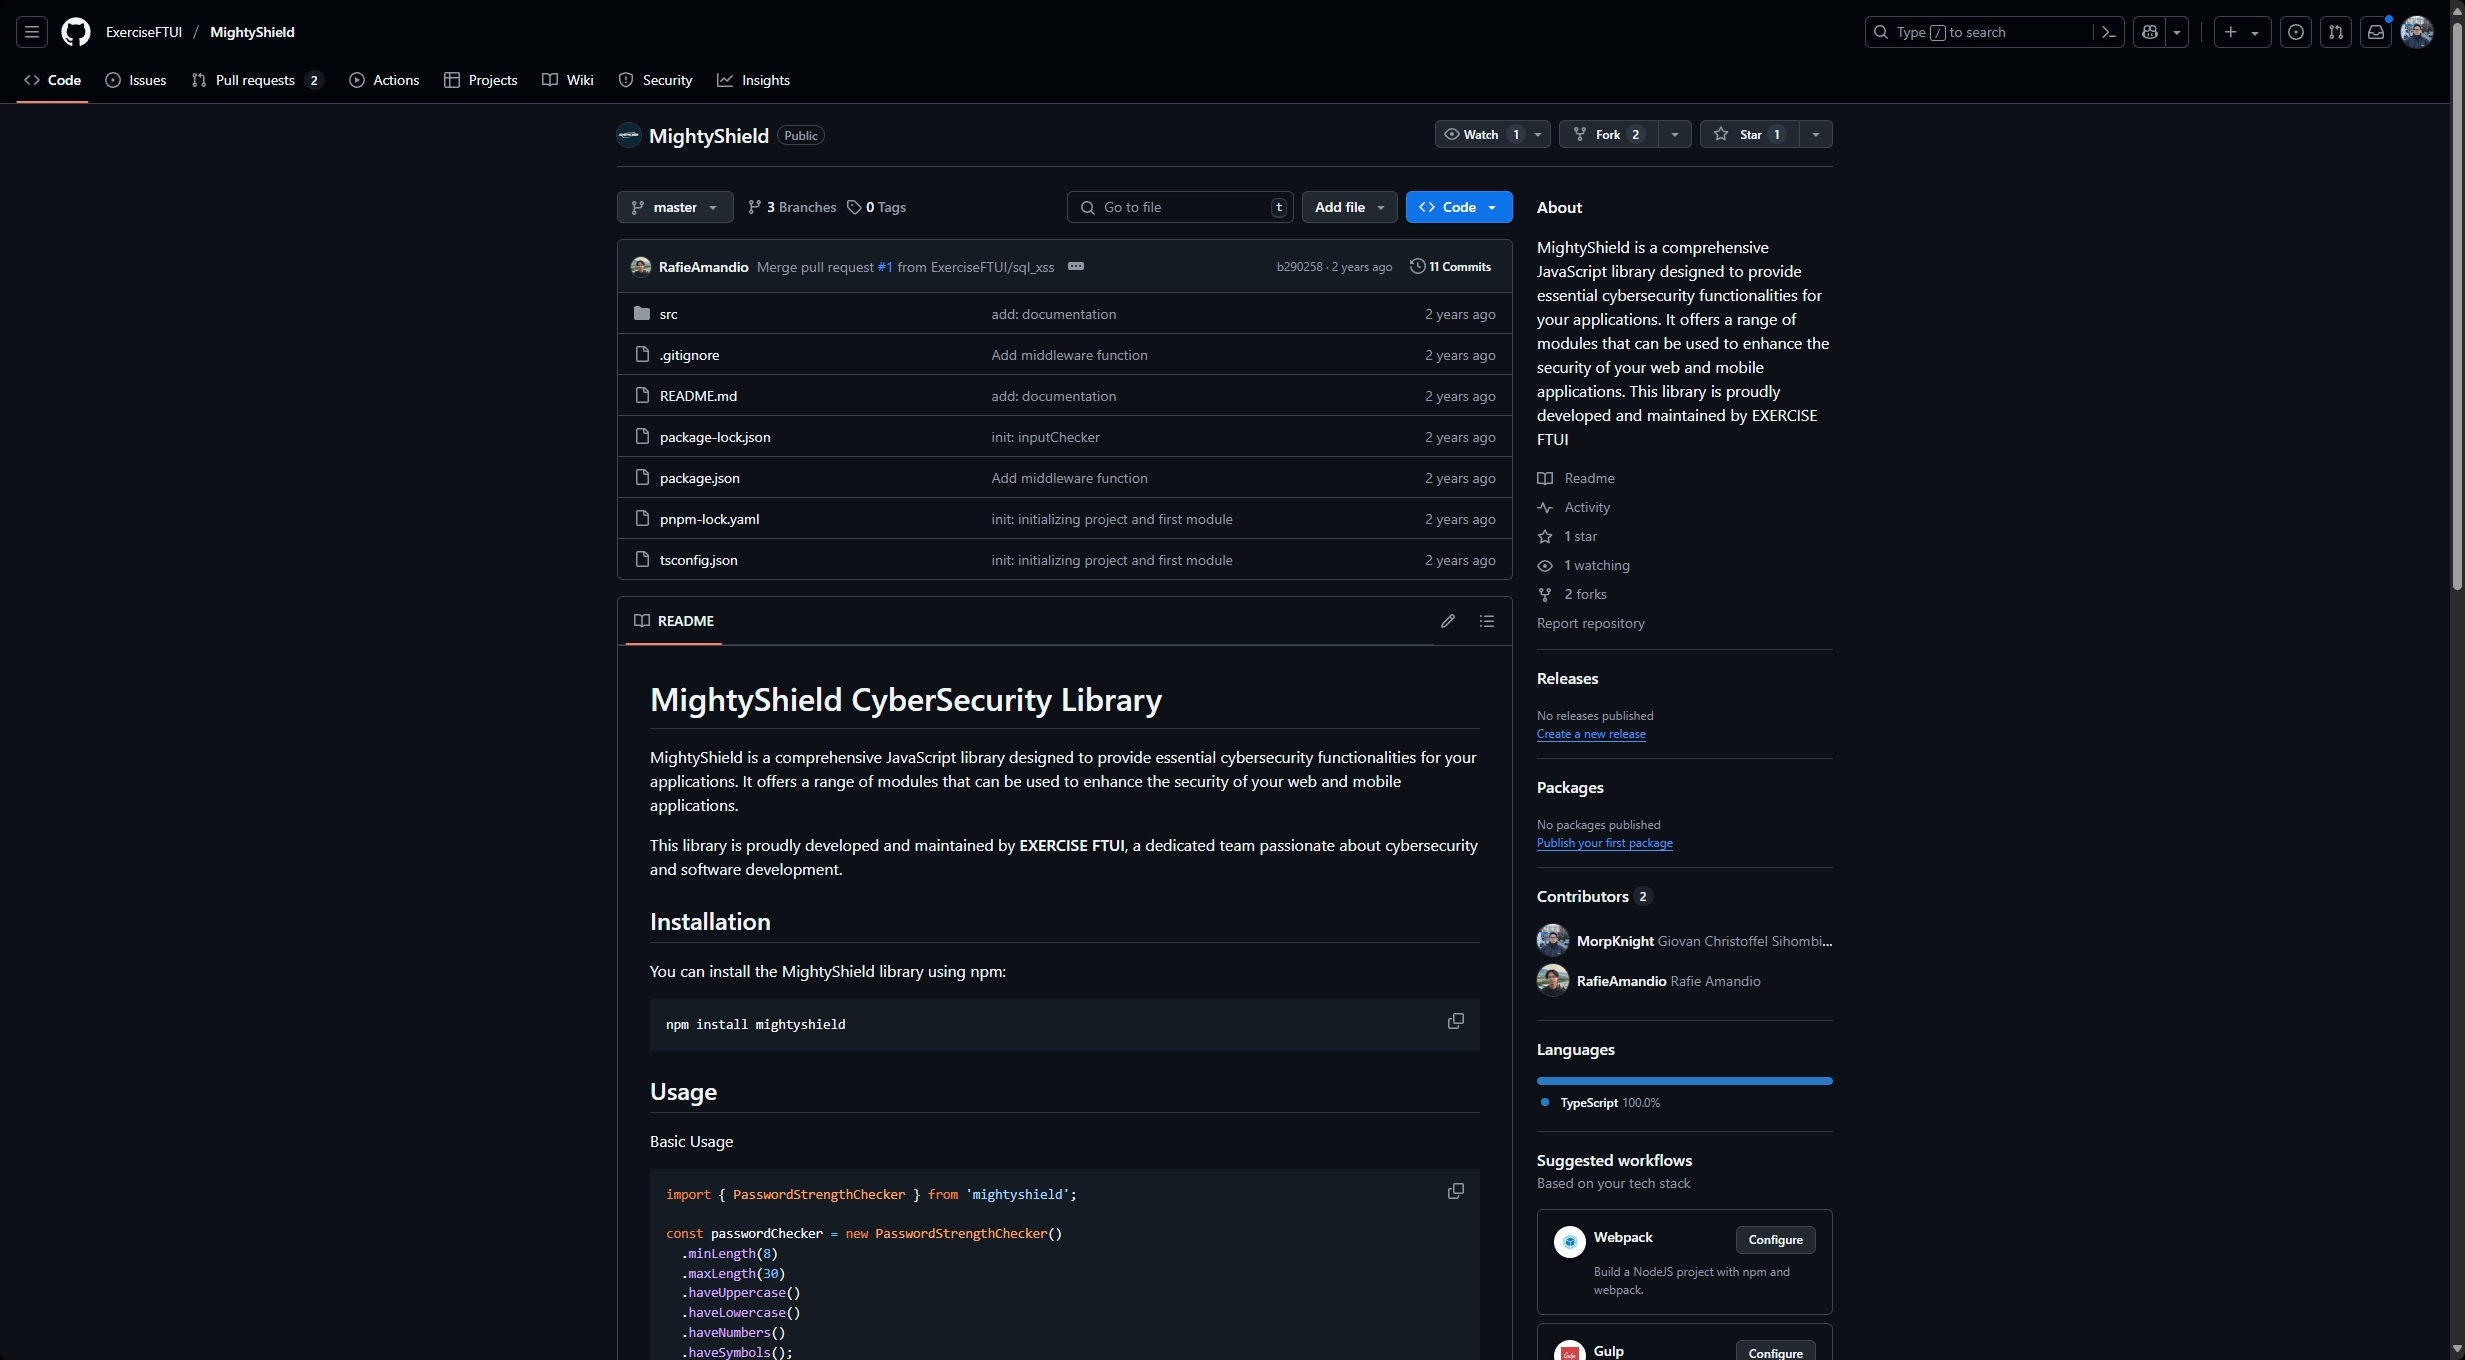 ExerciseFTUI / MightyShield
Type / to search
Code
Issues
Pull requests 2
Actions
Projects
Wiki
Security
Insights
MightyShield Public
Watch 1
Fork 2
Star 1
master
3 Branches
0 Tags
Go to file t
Add file
Code
RafieAmandio Merge pull request #1 from ExerciseFTUI/sql_xss
b290258 · 2 years ago
11 Commits
src add: documentation 2 years ago
.gitignore Add middleware function 2 years ago
README.md add: documentation 2 years ago
package-lock.json init: inputChecker 2 years ago
package.json Add middleware function 2 years ago
pnpm-lock.yaml init: initializing project and first module 2 years ago
tsconfig.json init: initializing project and first module 2 years ago
README
MightyShield CyberSecurity Library
MightyShield is a comprehensive JavaScript library designed to provide essential cybersecurity functionalities for your
applications. It offers a range of modules that can be used to enhance the security of your web and mobile
applications.
This library is proudly developed and maintained by EXERCISE FTUI, a dedicated team passionate about cybersecurity
and software development.
Installation
You can install the MightyShield library using npm:
npm install mightyshield
Usage
Basic Usage
import { PasswordStrengthChecker } from 'mightyshield';
const passwordChecker = new PasswordStrengthChecker()
.minLength(8)
.maxLength(30)
.haveUppercase()
.haveLowercase()
.haveNumbers()
.haveSymbols();
About
MightyShield is a comprehensive
JavaScript library designed to provide
essential cybersecurity functionalities for
your applications. It offers a range of
modules that can be used to enhance the
security of your web and mobile
applications. This library is proudly
developed and maintained by EXERCISE
FTUI
Readme
Activity
1 star
1 watching
2 forks
Report repository
Releases
No releases published
Create a new release
Packages
No packages published
Publish your first package
Contributors 2
MorpKnight Giovan Christoffel Sihombi...
RafieAmandio Rafie Amandio
Languages
TypeScript 100.0%
Suggested workflows
Based on your tech stack
Webpack
Configure
Build a NodeJS project with npm and
webpack.
Gulp
Configure